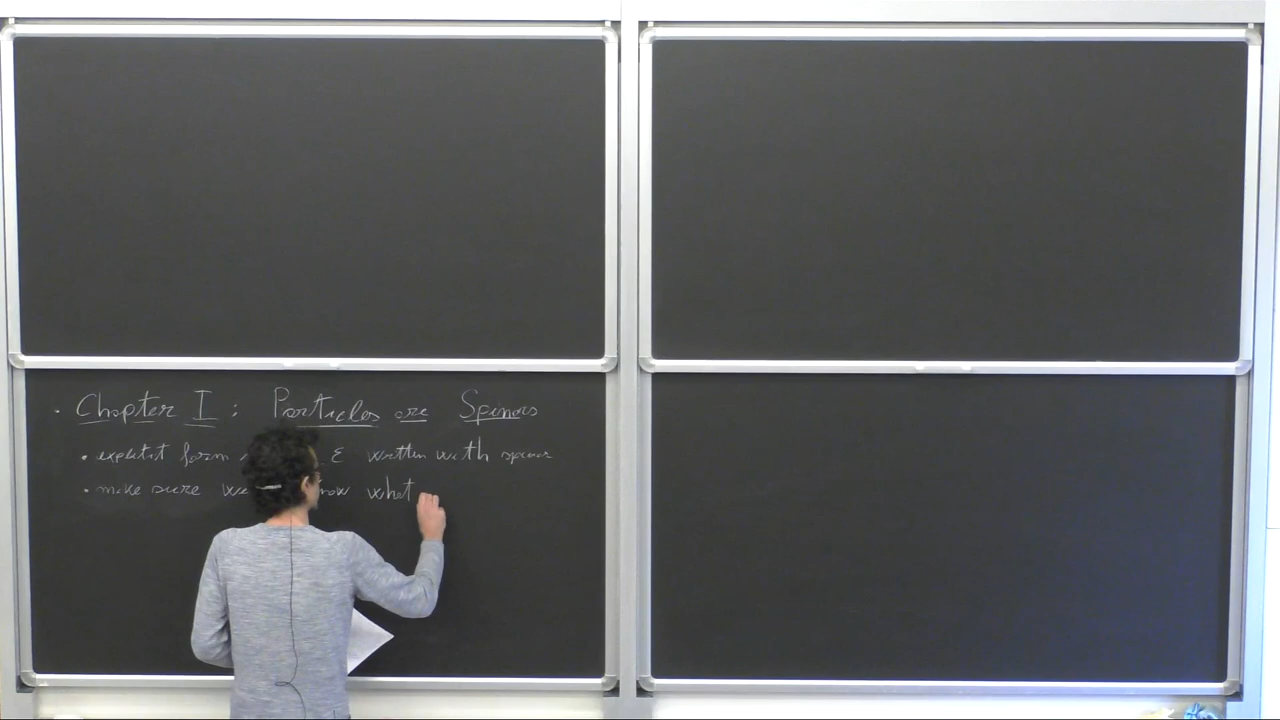 · Chapter I : Particles are Spinors
· explicit form ε written with spinor
· make sure we know what